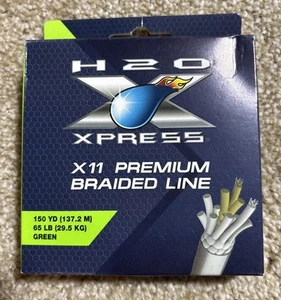 H2O
XPRESS
X11 PREMIUM
BRAIDED LINE
150 YD (137.2 M)
65 LB (29.5 KG)
GREEN